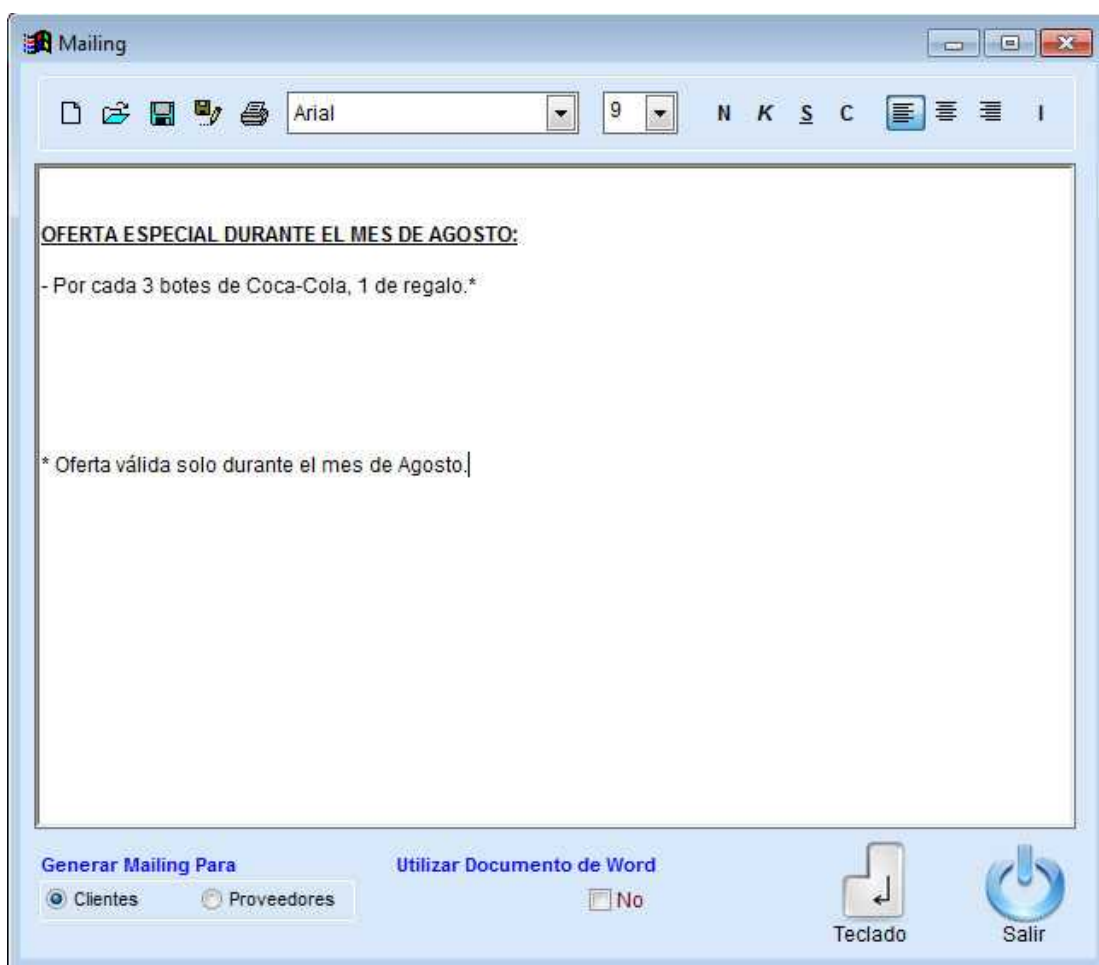 Mailing
Arial 9 N K S C I
OFERTA ESPECIAL DURANTE EL MES DE AGOSTO:
- Por cada 3 botes de Coca-Cola, 1 de regalo.*
* Oferta válida solo durante el mes de Agosto.
Generar Mailing Para Utilizar Documento de Word
Clientes Proveedores No
Teclado Salir